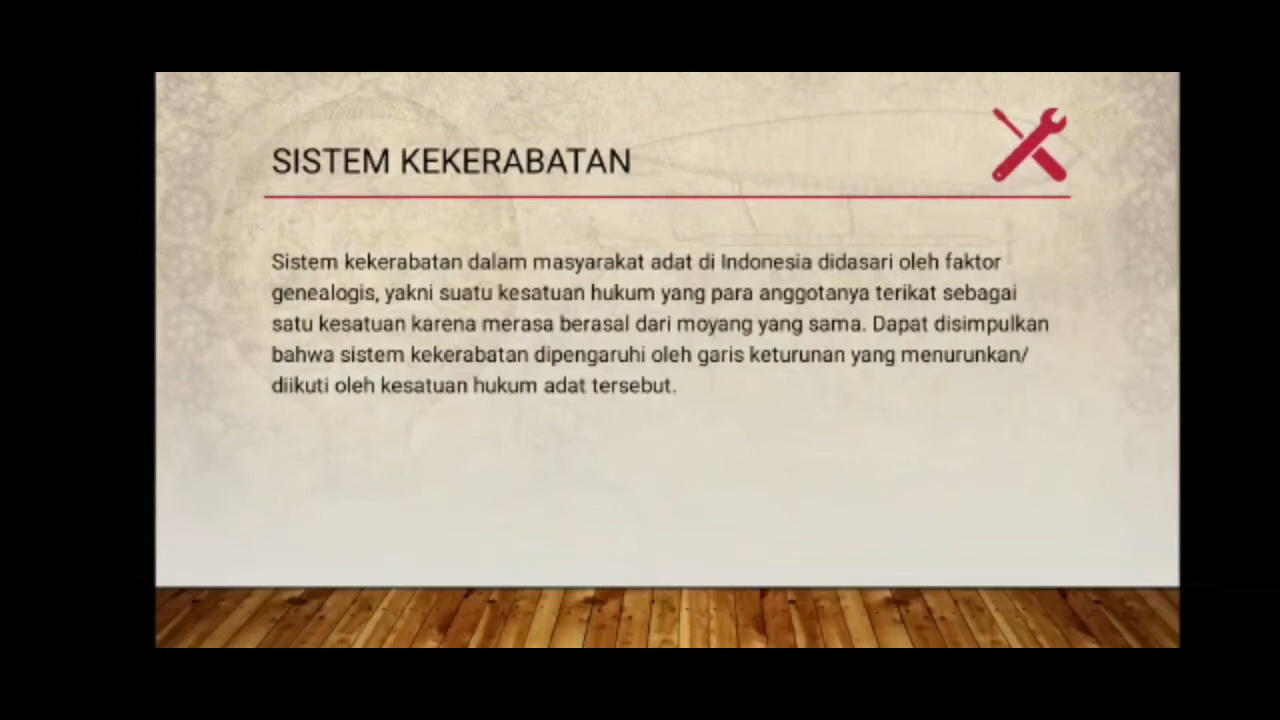 SISTEM KEKERABATAN
Sistem kekerabatan dalam masyarakat adat di Indonesia didasari oleh faktor
genealogis, yakni suatu kesatuan hukum yang para anggotanya terikat sebagai
satu kesatuan karena merasa berasal dari moyang yang sama. Dapat disimpulkan
bahwa sistem kekerabatan dipengaruhi oleh garis keturunan yang menurunkan/
diikuti oleh kesatuan hukum adat tersebut.